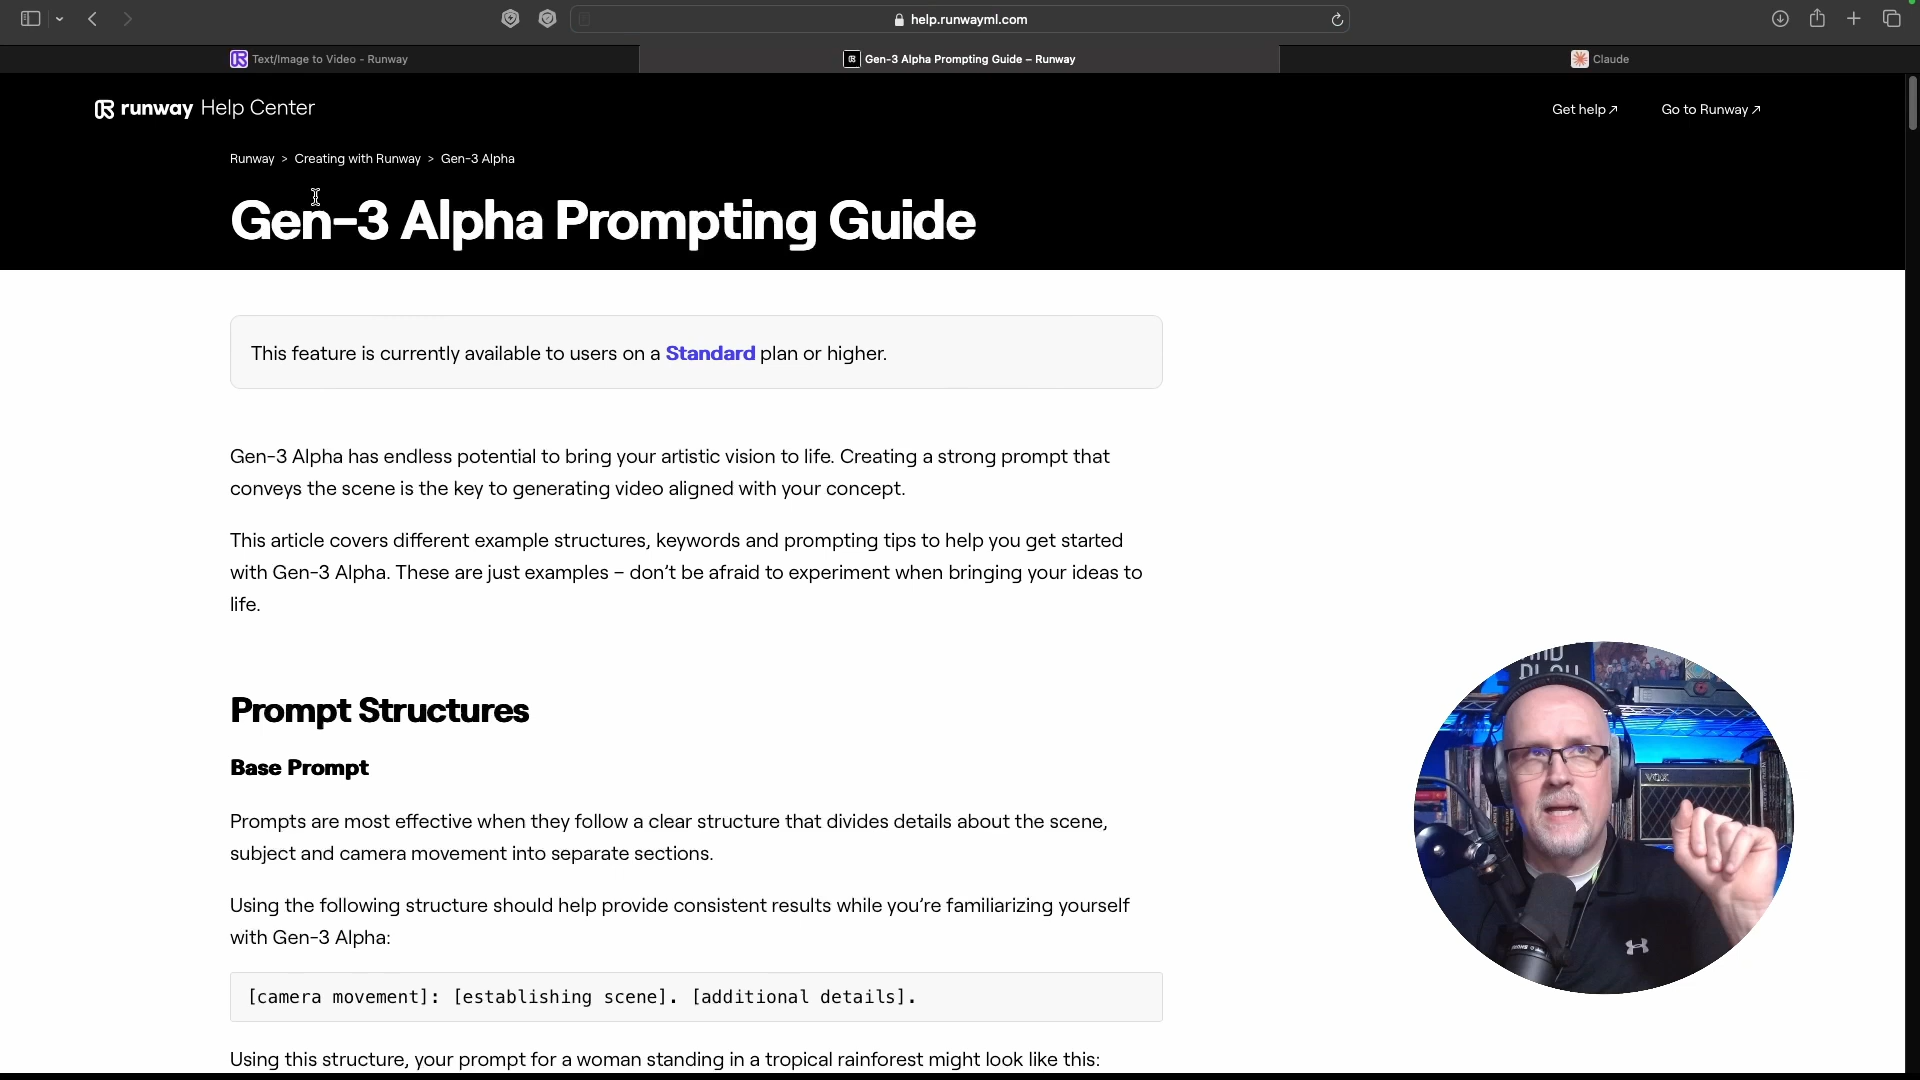 help.runwayml.com
Text/Image to Video - Runway
Gen-3 Alpha Prompting Guide – Runway
Claude
runway Help Center
Get help ↗
Go to Runway ↗
Runway > Creating with Runway > Gen-3 Alpha
Gen-3 Alpha Prompting Guide
This feature is currently available to users on a Standard plan or higher.
Gen-3 Alpha has endless potential to bring your artistic vision to life. Creating a strong prompt that
conveys the scene is the key to generating video aligned with your concept.
This article covers different example structures, keywords and prompting tips to help you get started
with Gen-3 Alpha. These are just examples – don’t be afraid to experiment when bringing your ideas to
life.
Prompt Structures
Base Prompt
Prompts are most effective when they follow a clear structure that divides details about the scene,
subject and camera movement into separate sections.
Using the following structure should help provide consistent results while you’re familiarizing yourself
with Gen-3 Alpha:
[camera movement]: [establishing scene]. [additional details].
Using this structure, your prompt for a woman standing in a tropical rainforest might look like this:
VOX